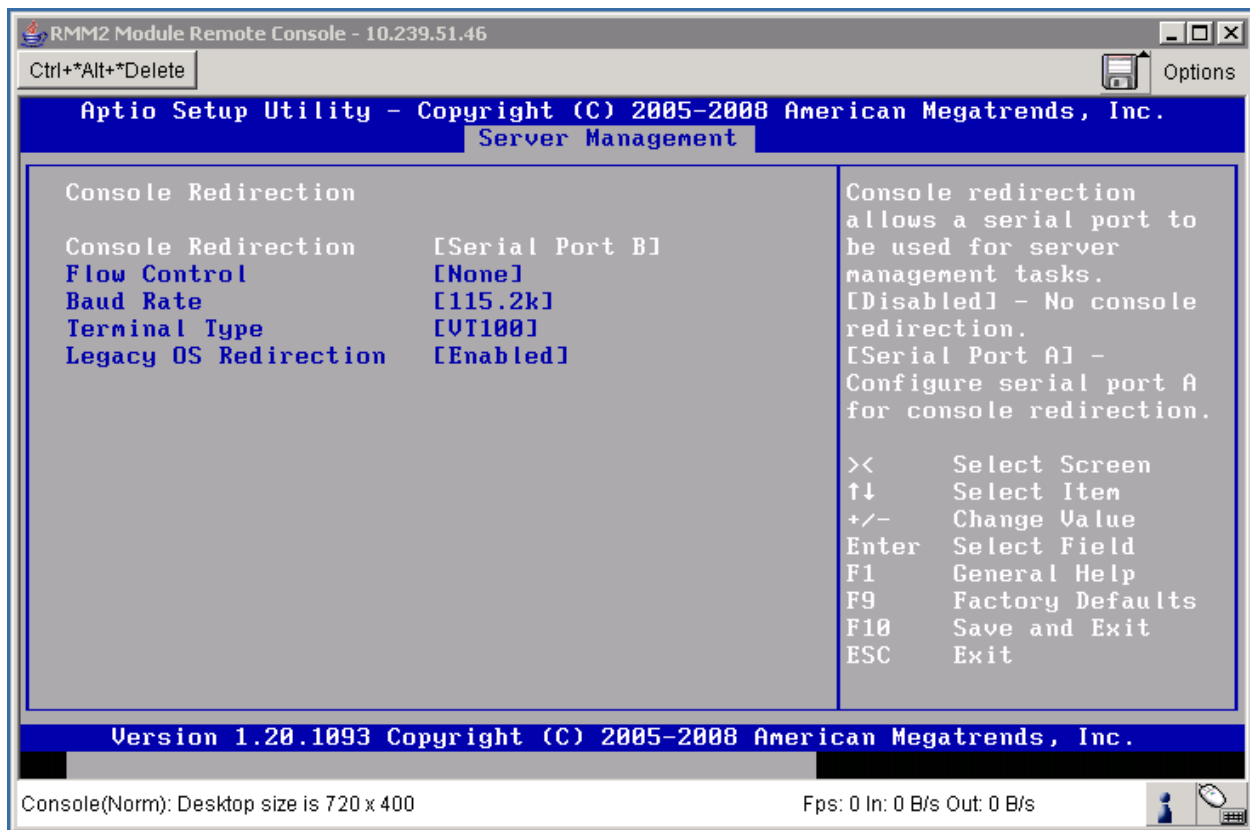 RMM2 Module Remote Console - 10.239.51.46
Ctrl+*Alt+*Delete
Options
Aptio Setup Utility - Copyright (C) 2005-2008 American Megatrends, Inc.
Server Management
Console Redirection
Console Redirection [Serial Port B]
Flow Control [None]
Baud Rate [115.2k]
Terminal Type [VT100]
Legacy OS Redirection [Enabled]
Console redirection
allows a serial port to
be used for server
management tasks.
[Disabled] - No console
redirection.
[Serial Port A] -
Configure serial port A
for console redirection.
>< Select Screen
↑↓ Select Item
+/- Change Value
Enter Select Field
F1 General Help
F9 Factory Defaults
F10 Save and Exit
ESC Exit
Version 1.20.1093 Copyright (C) 2005-2008 American Megatrends, Inc.
Console(Norm): Desktop size is 720 x 400
Fps: 0 In: 0 B/s Out: 0 B/s